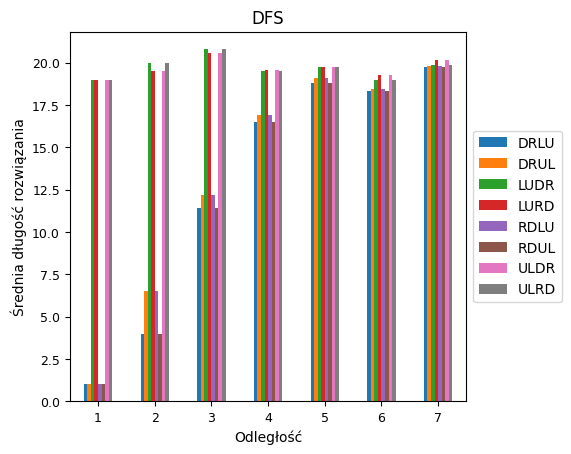 DFS
Średnia długość rozwiązania
20.0
17.5
15.0
12.5
10.0
7.5
5.0
2.5
0.0
1 2 3 4 5 6 7
Odległość
DRLU
DRUL
LUDR
LURD
RDLU
RDUL
ULDR
ULRD